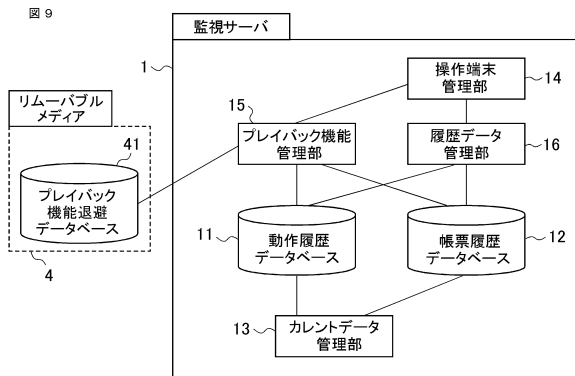 図9
監視サーバ
1
操作端末
管理部
14
リムーバブル
メディア
15
プレイバック機能
管理部
履歴データ
管理部
16
41
プレイバック
機能退避
データベース
4
11
動作履歴
データベース
帳票履歴
データベース
12
13
カレントデータ
管理部